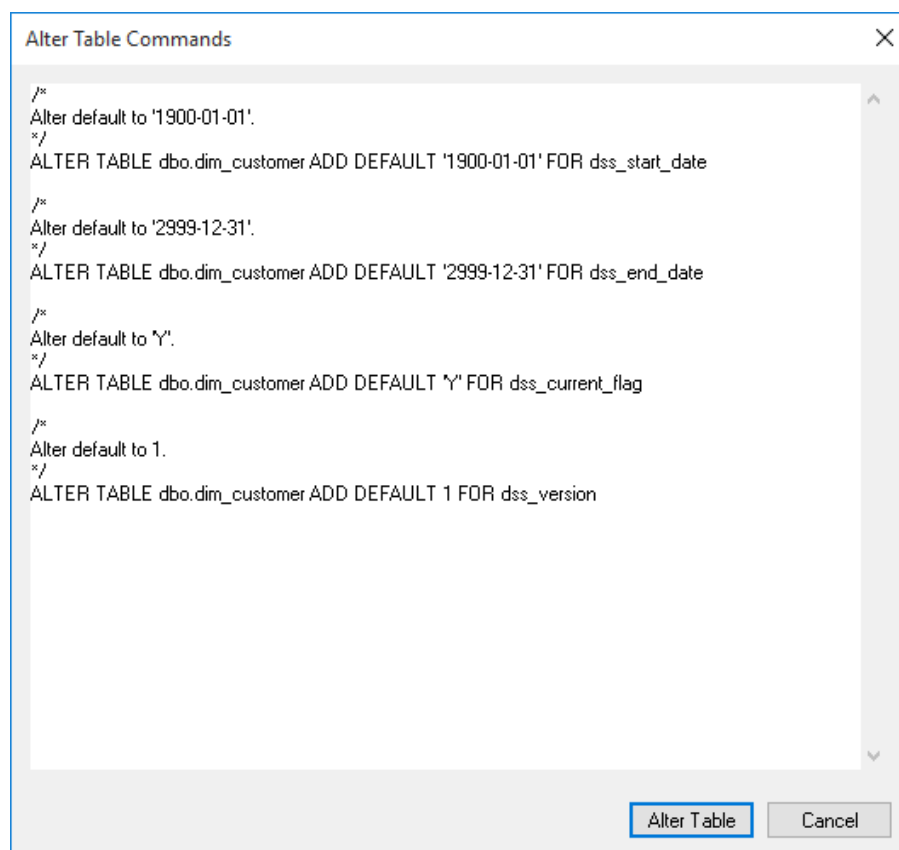 Alter Table Commands
/*
Alter default to '1900-01-01'.
*/
ALTER TABLE dbo.dim_customer ADD DEFAULT '1900-01-01' FOR dss_start_date
/*
Alter default to '2999-12-31'.
*/
ALTER TABLE dbo.dim_customer ADD DEFAULT '2999-12-31' FOR dss_end_date
/*
Alter default to 'Y'.
*/
ALTER TABLE dbo.dim_customer ADD DEFAULT 'Y' FOR dss_current_flag
/*
Alter default to 1.
*/
ALTER TABLE dbo.dim_customer ADD DEFAULT 1 FOR dss_version
Alter Table Cancel